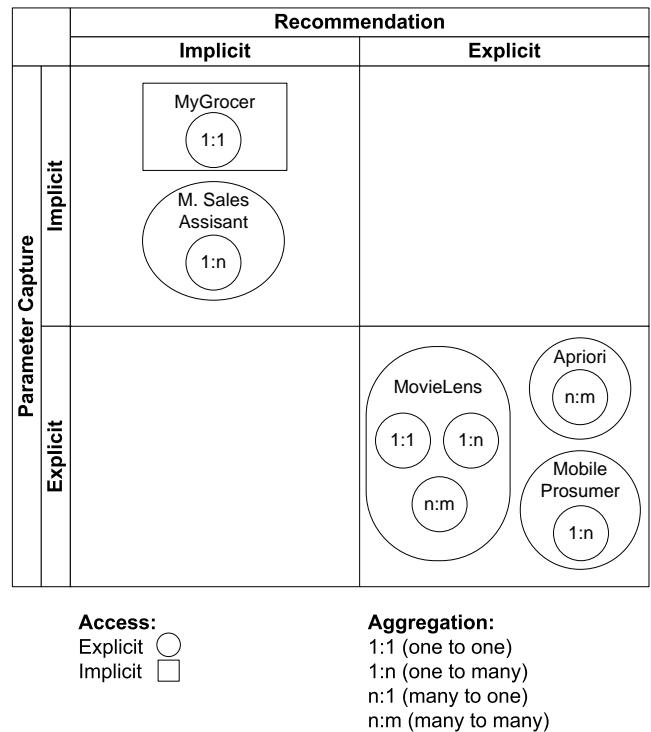 Recommendation
Implicit
Explicit
Parameter Capture
Implicit
MyGrocer
1:1
M. Sales
Assisant
1:n
Explicit
MovieLens
1:1
1:n
n:m
Apriori
n:m
Mobile
Prosumer
1:n
Access:
Explicit
Implicit
Aggregation:
1:1 (one to one)
1:n (one to many)
n:1 (many to one)
n:m (many to many)